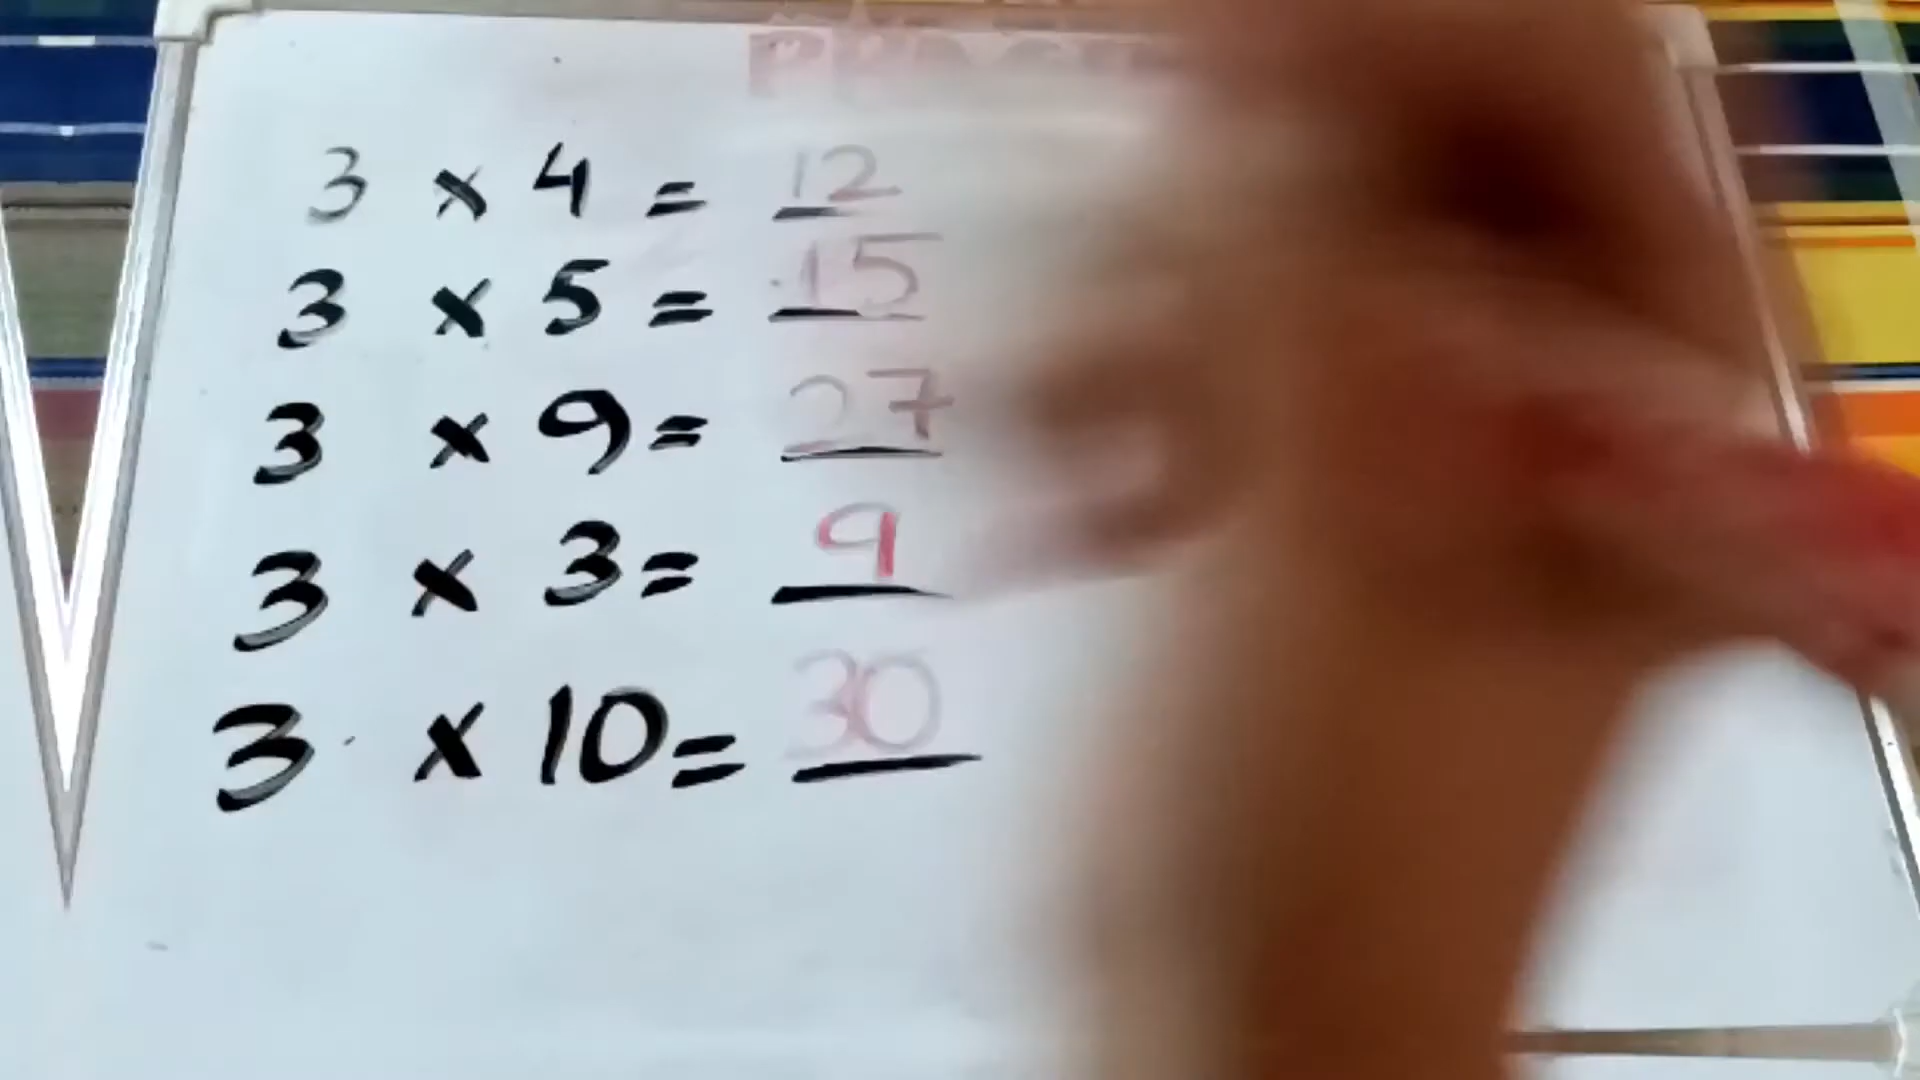 3 × 4 = 12
3 × 5 = 15
3 × 9 = 27
3 × 3 = 9
3 × 10 = 30